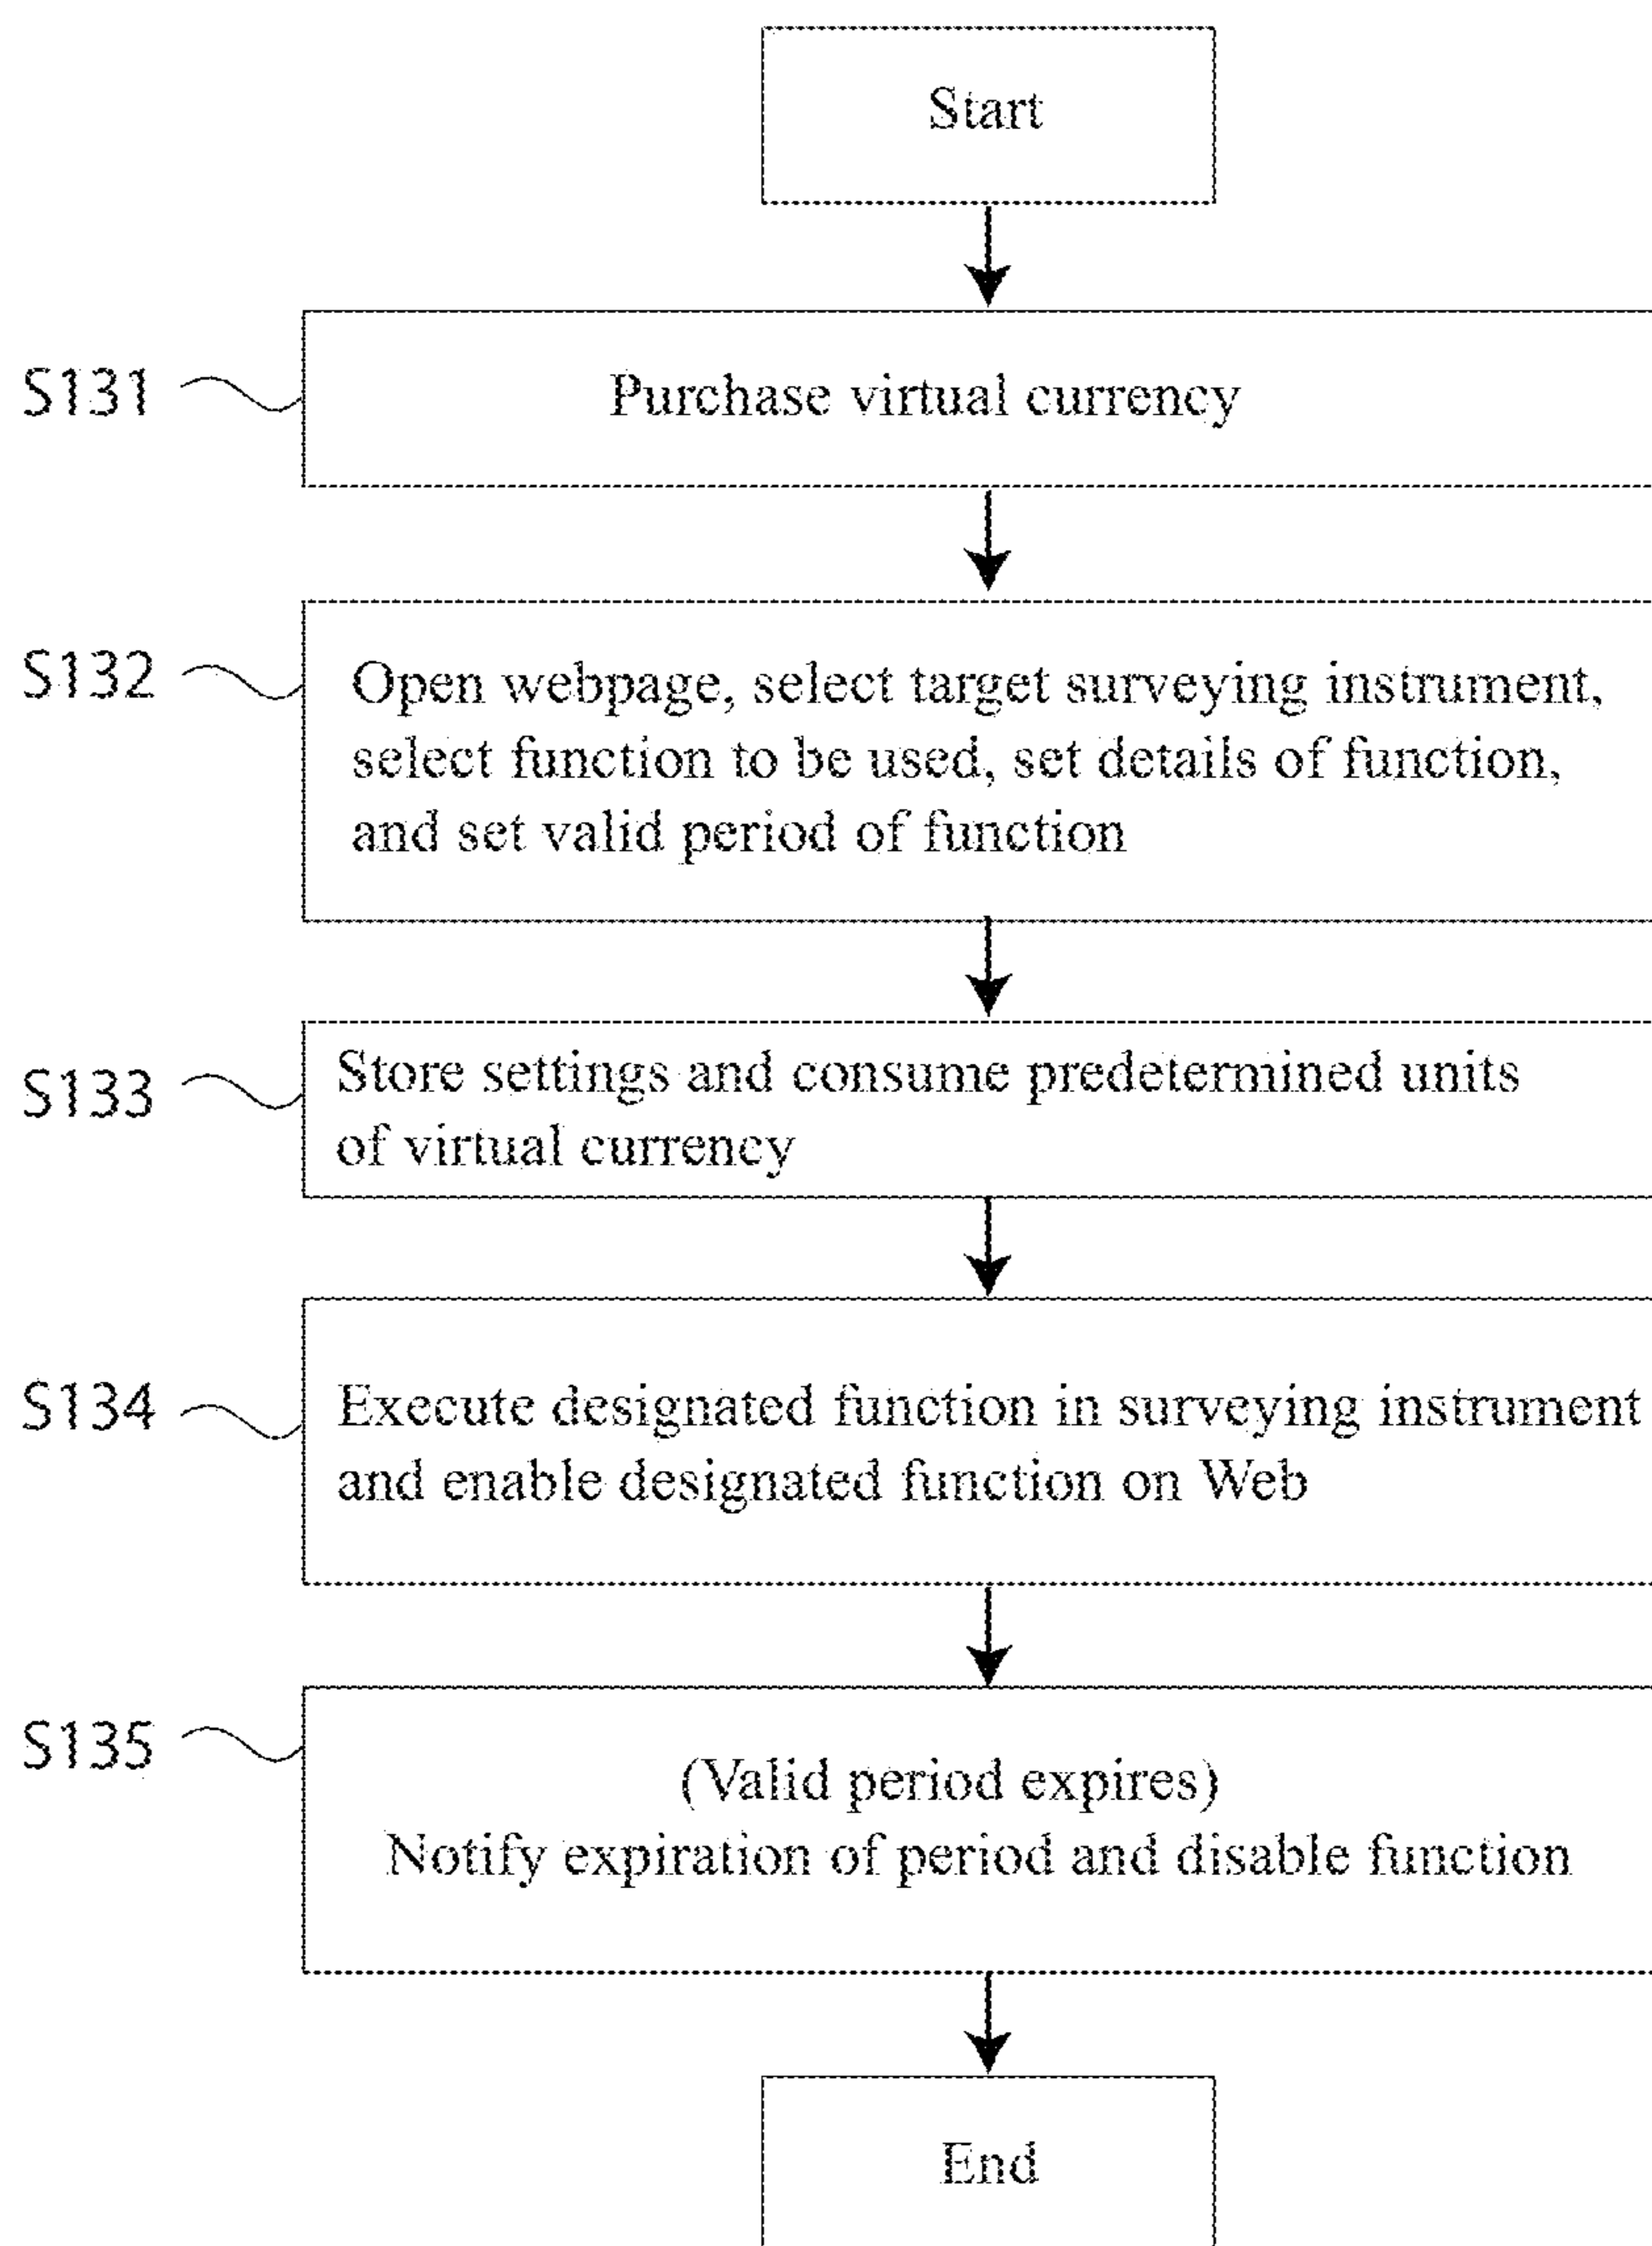 Start
S131
Purchase virtual currency
S132
Open webpage, select target surveying instrument,
select function to be used, set details of function,
and set valid period of function
S133
Store settings and consume predetermined units
of virtual currency
S134
Execute designated function in surveying instrument
and enable designated function on Web
S135
(Valid period expires)
Notify expiration of period and disable function
End